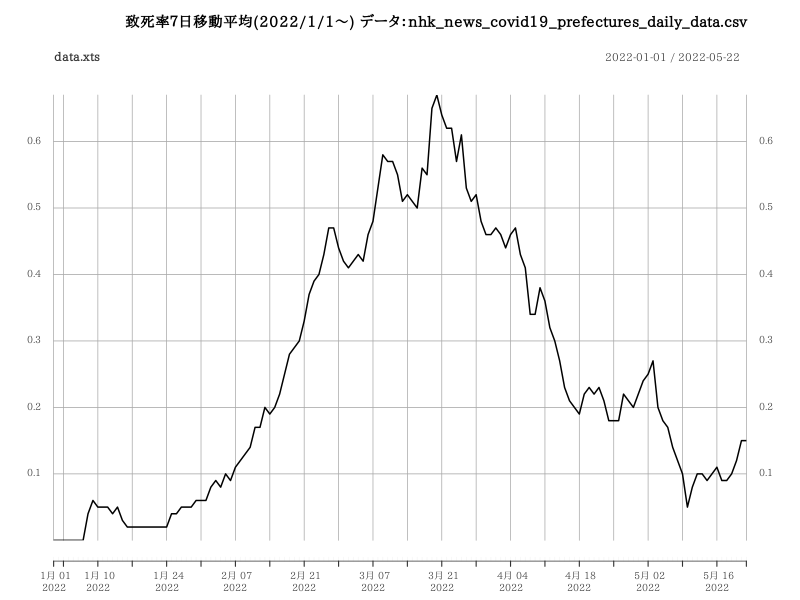 致死率7日移動平均(2022/1/1～) データ:nhk_news_covid19_prefectures_daily_data.csv
data.xts 2022-01-01 / 2022-05-22
0.6 0.6
0.5 0.5
0.4 0.4
0.3 0.3
0.2 0.2
0.1 0.1
1月 01 1月 10 1月 24 2月 07 2月 21 3月 07 3月 21 4月 04 4月 18 5月 02 5月 16
2022 2022 2022 2022 2022 2022 2022 2022 2022 2022 2022